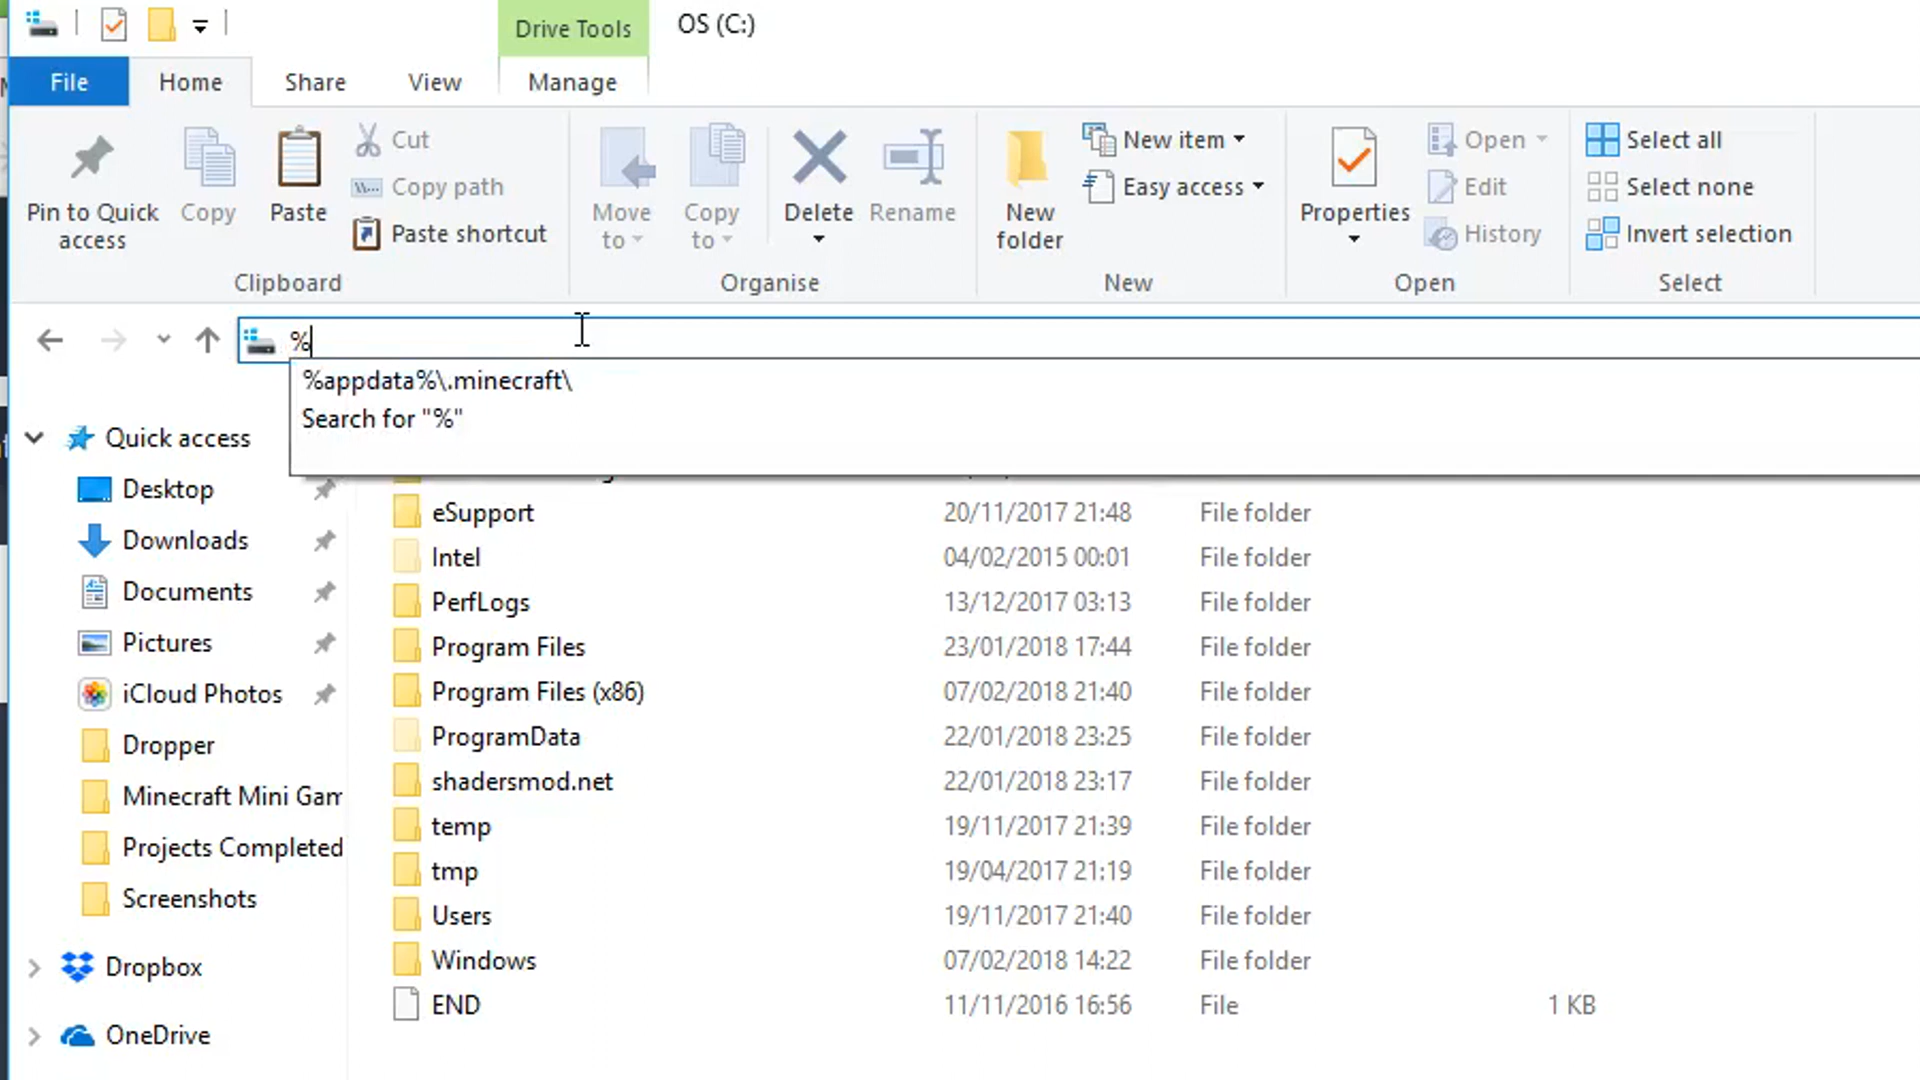 Drive Tools
OS (C:)
File
Home
Share
View
Manage
Pin to Quick
access
Copy
Paste
Cut
Copy path
Paste shortcut
Clipboard
Move
to
Copy
to
Delete
Rename
Organise
New
folder
New item
Easy access
New
Properties
Open
Edit
History
Open
Select all
Select none
Invert selection
Select
%
%appdata%\.minecraft\
Search for "%"
Quick access
Desktop
Downloads
Documents
Pictures
iCloud Photos
Dropper
Minecraft Mini Gam
Projects Completed
Screenshots
Dropbox
OneDrive
eSupport 20/11/2017 21:48 File folder
Intel 04/02/2015 00:01 File folder
PerfLogs 13/12/2017 03:13 File folder
Program Files 23/01/2018 17:44 File folder
Program Files (x86) 07/02/2018 21:40 File folder
ProgramData 22/01/2018 23:25 File folder
shadersmod.net 22/01/2018 23:17 File folder
temp 19/11/2017 21:39 File folder
tmp 19/04/2017 21:19 File folder
Users 19/11/2017 21:40 File folder
Windows 07/02/2018 14:22 File folder
END 11/11/2016 16:56 File 1 KB